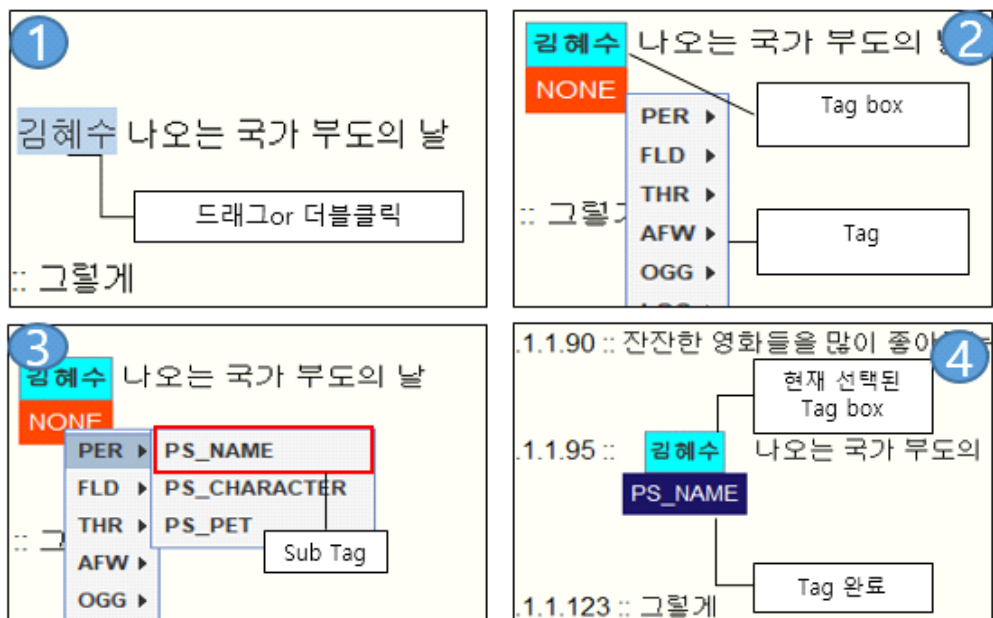 1
김혜수 나오는 국가 부도의 날
드래그or 더블클릭
:: 그렇게
2
김혜수 나오는 국가 부도의
NONE
Tag box
PER
FLD
THR
:: 그렇
AFW
Tag
OGG
3
김혜수 나오는 국가 부도의 날
NONE
PER PS_NAME
FLD PS_CHARACTER
THR PS_PET
:: 그
AFW
Sub Tag
OGG
4
.1.1.90 :: 잔잔한 영화들을 많이 좋아
현재 선택된
Tag box
.1.1.95 :: 김혜수 나오는 국가 부도의
PS_NAME
Tag 완료
.1.1.123 :: 그렇게